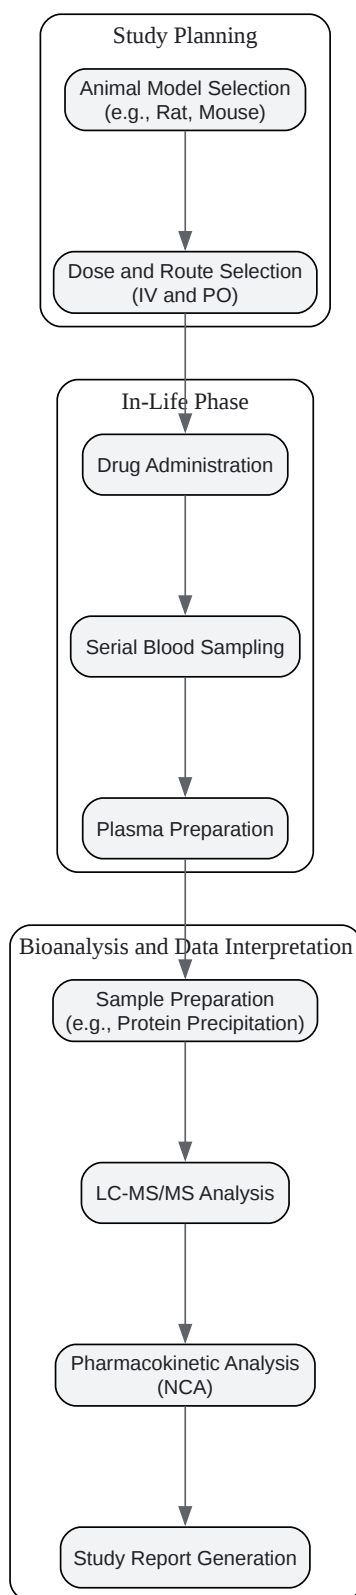 Study Planning
Animal Model Selection
(e.g., Rat, Mouse)
Dose and Route Selection
(IV and PO)
In-Life Phase
Drug Administration
Serial Blood Sampling
Plasma Preparation
Bioanalysis and Data Interpretation
Sample Preparation
(e.g., Protein Precipitation)
LC-MS/MS Analysis
Pharmacokinetic Analysis
(NCA)
Study Report Generation